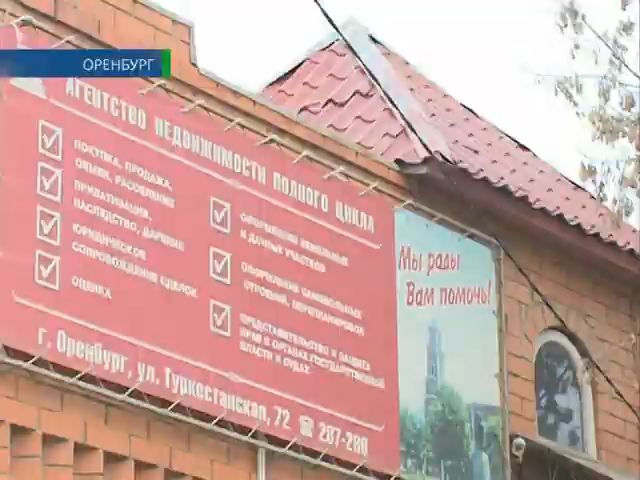 ОРЕНБУРГ
АГЕНТСТВО НЕДВИЖИМОСТИ ПОЛНОГО ЦИКЛА
ПОКУПКА, ПРОДАЖА,
ОБМЕН, РАССЕЛЕНИЕ
ПРИВАТИЗАЦИЯ,
НАСЛЕДСТВО, ДАРЕНИЕ
ЮРИДИЧЕСКОЕ
СОПРОВОЖДЕНИЕ СДЕЛОК
ОЦЕНКА
ОФОРМЛЕНИЕ ЗЕМЕЛЬНЫХ
И ДАЧНЫХ УЧАСТКОВ
ОФОРМЛЕНИЕ САМОВОЛЬНЫХ
СТРОЕНИЙ, ПЕРЕПЛАНИРОВОК
ПРЕДСТАВИТЕЛЬСТВО И ЗАЩИТА
ПРАВ В ОРГАНАХ ГОСУДАРСТВЕННОЙ
ВЛАСТИ И СУДАХ
г. Оренбург, ул. Туркестанская, 72 ☎ 287-280
Мы рады
Вам помочь!